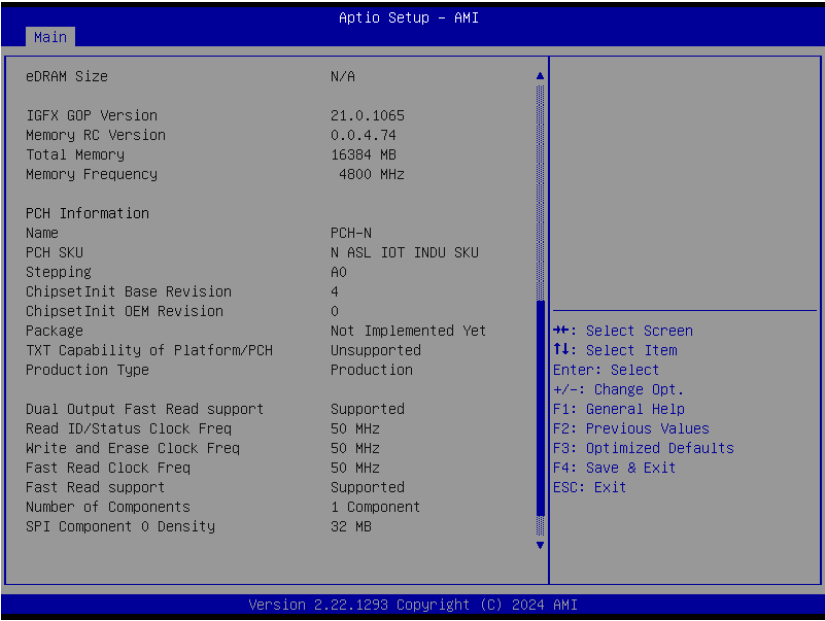 Aptio Setup – AMI
Main
eDRAM Size N/A
IGFX GOP Version 21.0.1065
Memory RC Version 0.0.4.74
Total Memory 16384 MB
Memory Frequency 4800 MHz
PCH Information
Name PCH-N
PCH SKU N ASL IOT INDU SKU
Stepping A0
ChipsetInit Base Revision 4
ChipsetInit OEM Revision 0
Package Not Implemented Yet
TXT Capability of Platform/PCH Unsupported
Production Type Production
Dual Output Fast Read support Supported
Read ID/Status Clock Freq 50 MHz
Write and Erase Clock Freq 50 MHz
Fast Read Clock Freq 50 MHz
Fast Read support Supported
Number of Components 1 Component
SPI Component 0 Density 32 MB
→←: Select Screen
↑↓: Select Item
Enter: Select
+/-: Change Opt.
F1: General Help
F2: Previous Values
F3: Optimized Defaults
F4: Save & Exit
ESC: Exit
Version 2.22.1293 Copyright (C) 2024 AMI